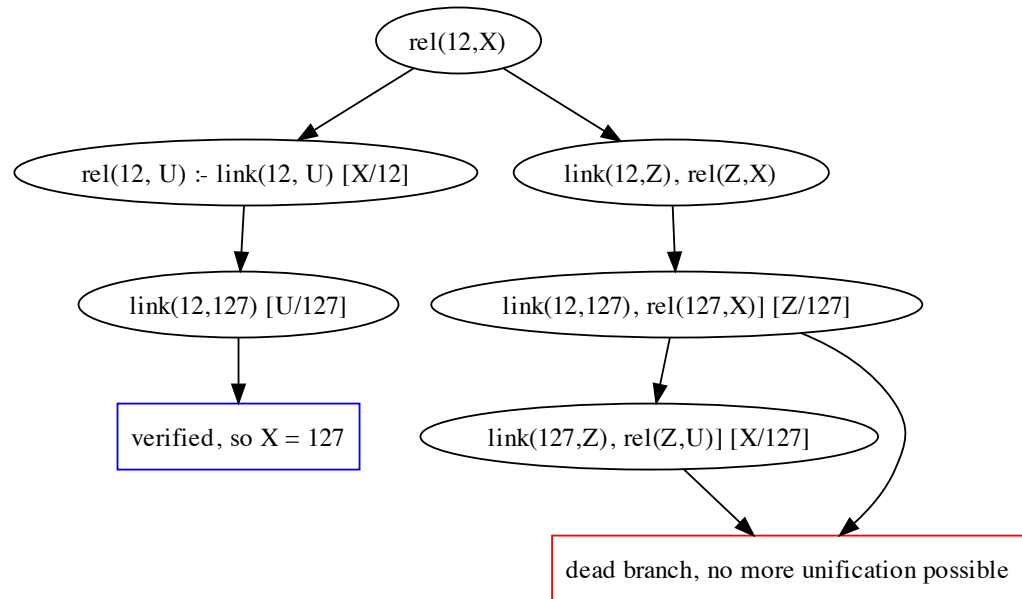 rel(12,X)
rel(12, U) :- link(12, U) [X/12]
link(12,Z), rel(Z,X)
link(12,127) [U/127]
link(12,127), rel(127,X)] [Z/127]
verified, so X = 127
link(127,Z), rel(Z,U)] [X/127]
dead branch, no more unification possible